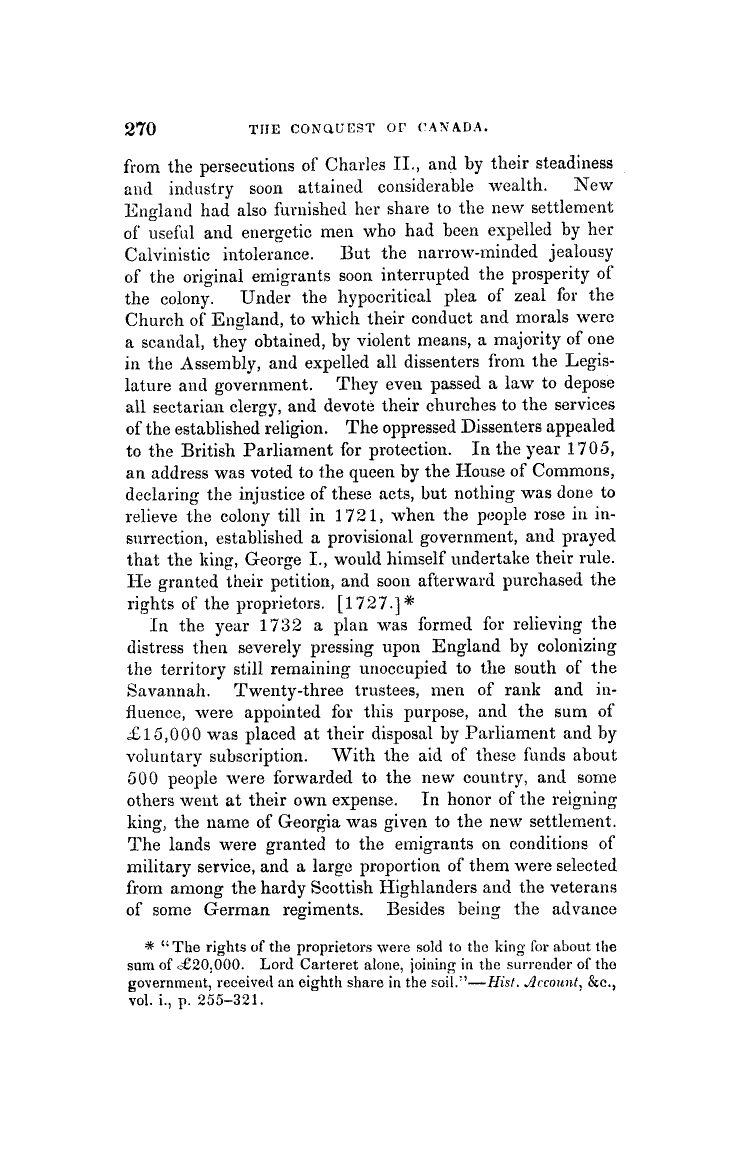 270 THE CONQUEST OF CANADA.
from the persecutions of Charles II., and by their steadiness
and industry soon attained considerable wealth. New
England had also furnished her share to the new settlement
of useful and energetic men who had been expelled by her
Calvinistic intolerance. But the narrow-minded jealousy
of the original emigrants soon interrupted the prosperity of
the colony. Under the hypocritical plea of zeal for the
Church of England, to which their conduct and morals were
a scandal, they obtained, by violent means, a majority of one
in the Assembly, and expelled all dissenters from the Legis-
lature and government. They even passed a law to depose
all sectarian clergy, and devote their churches to the services
of the established religion. The oppressed Dissenters appealed
to the British Parliament for protection. In the year 1705,
an address was voted to the queen by the House of Commons,
declaring the injustice of these acts, but nothing was done to
relieve the colony till in 1721, when the people rose in in-
surrection, established a provisional government, and prayed
that the king, George I., would himself undertake their rule.
He granted their petition, and soon afterward purchased the
rights of the proprietors. [1727.]*
In the year 1732 a plan was formed for relieving the
distress then severely pressing upon England by colonizing
the territory still remaining unoccupied to the south of the
Savannah. Twenty-three trustees, men of rank and in-
fluence, were appointed for this purpose, and the sum of
£15,000 was placed at their disposal by Parliament and by
voluntary subscription. With the aid of these funds about
500 people were forwarded to the new country, and some
others went at their own expense. In honor of the reigning
king, the name of Georgia was given to the new settlement.
The lands were granted to the emigrants on conditions of
military service, and a large proportion of them were selected
from among the hardy Scottish Highlanders and the veterans
of some German regiments. Besides being the advance
* "The rights of the proprietors were sold to the king for about the
sum of £20,000. Lord Carteret alone, joining in the surrender of the
government, received an eighth share in the soil."—Hist. Account, &c.,
vol. i., p. 255–321.